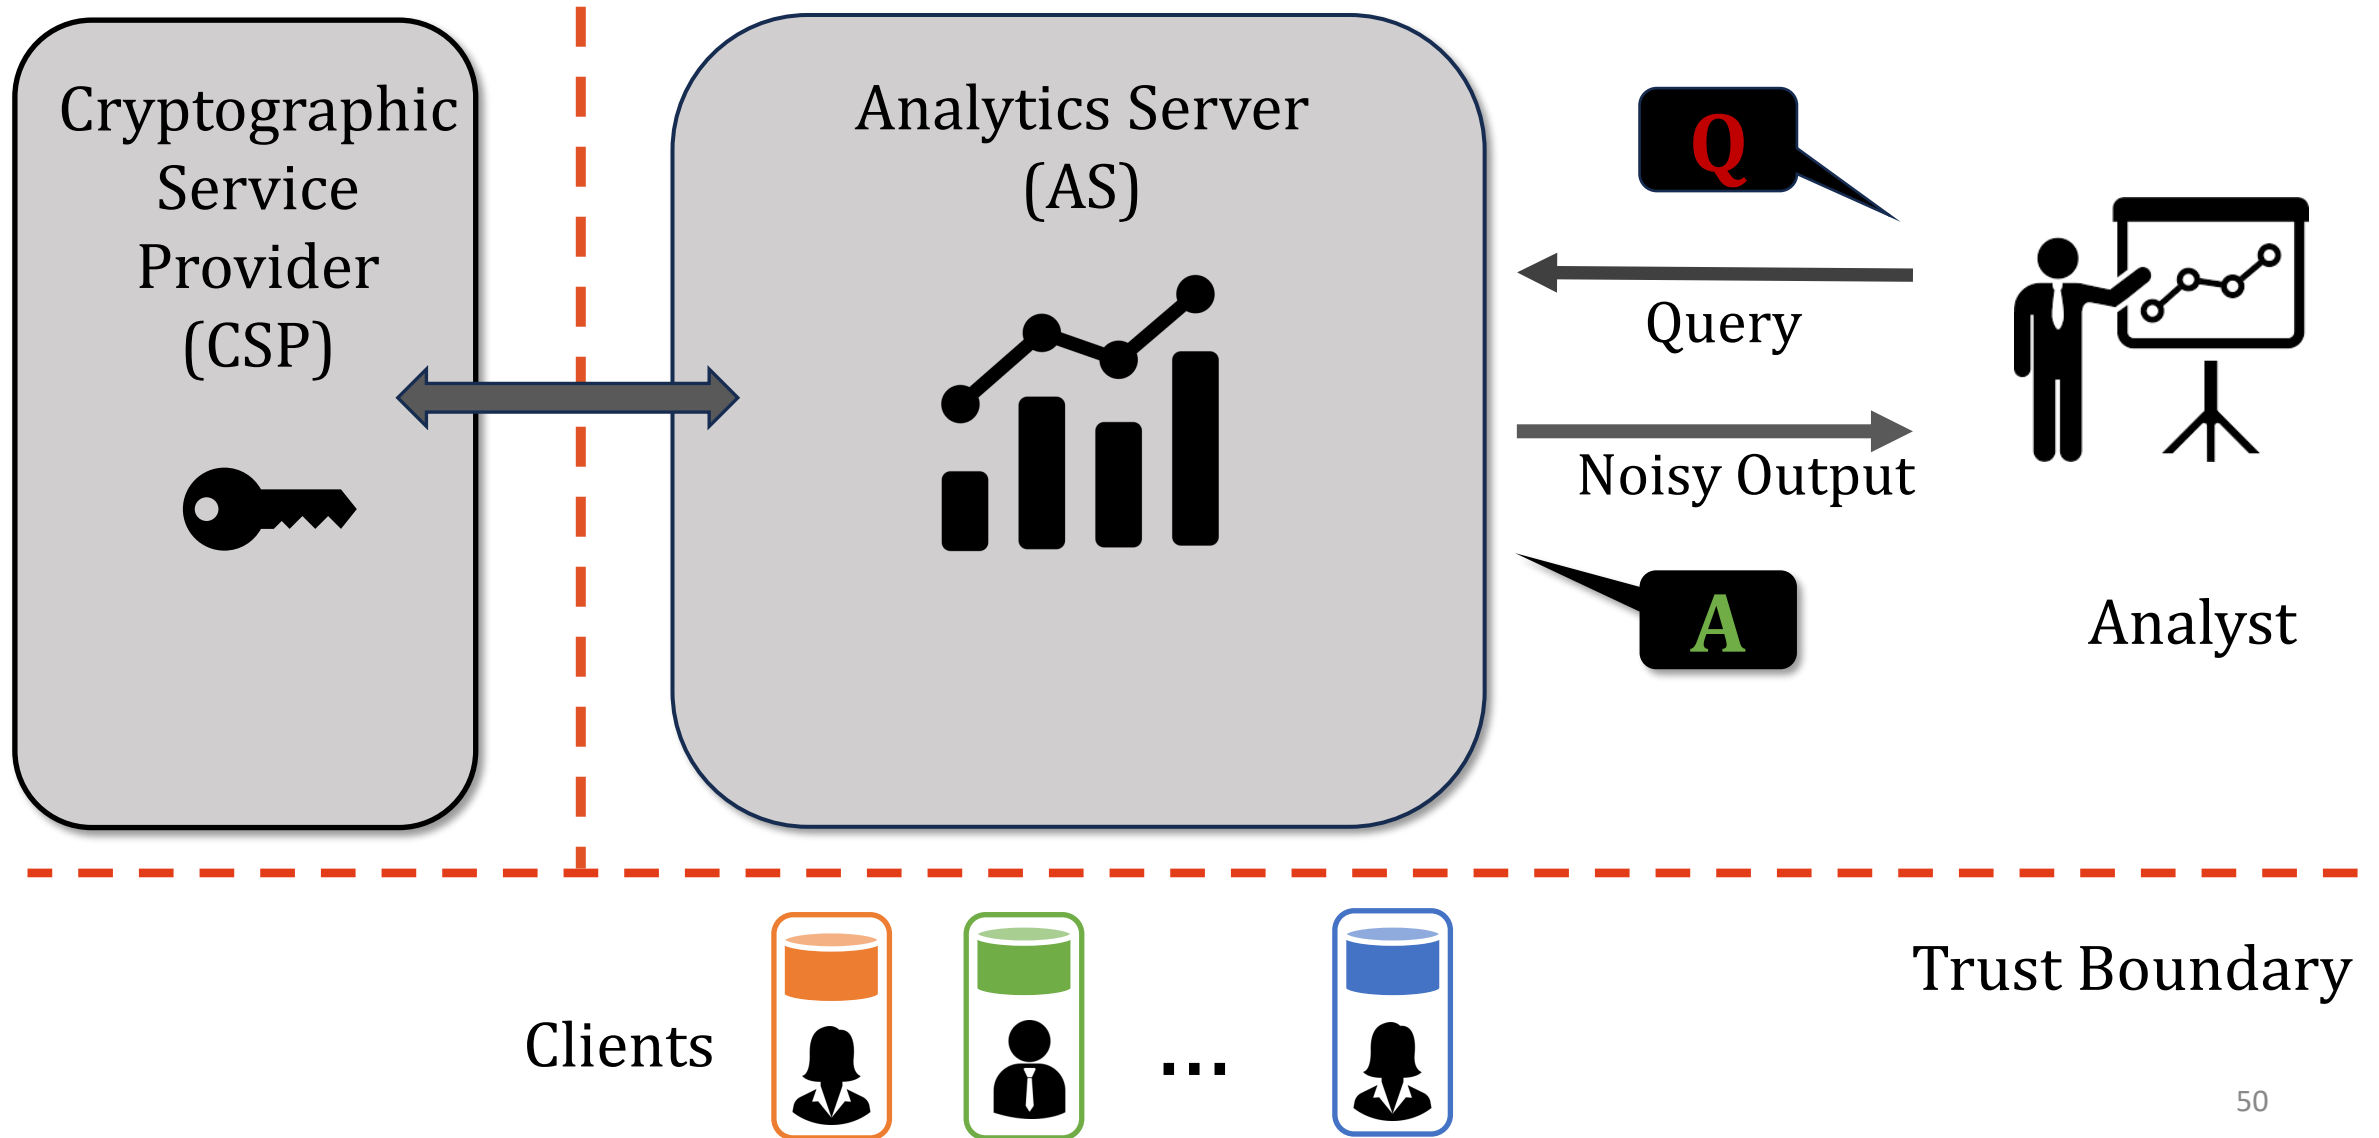 Cryptographic
Service
Provider
(CSP)
Analytics Server
(AS)
Q
Query
Noisy Output
A
Analyst
Trust Boundary
Clients
...
50